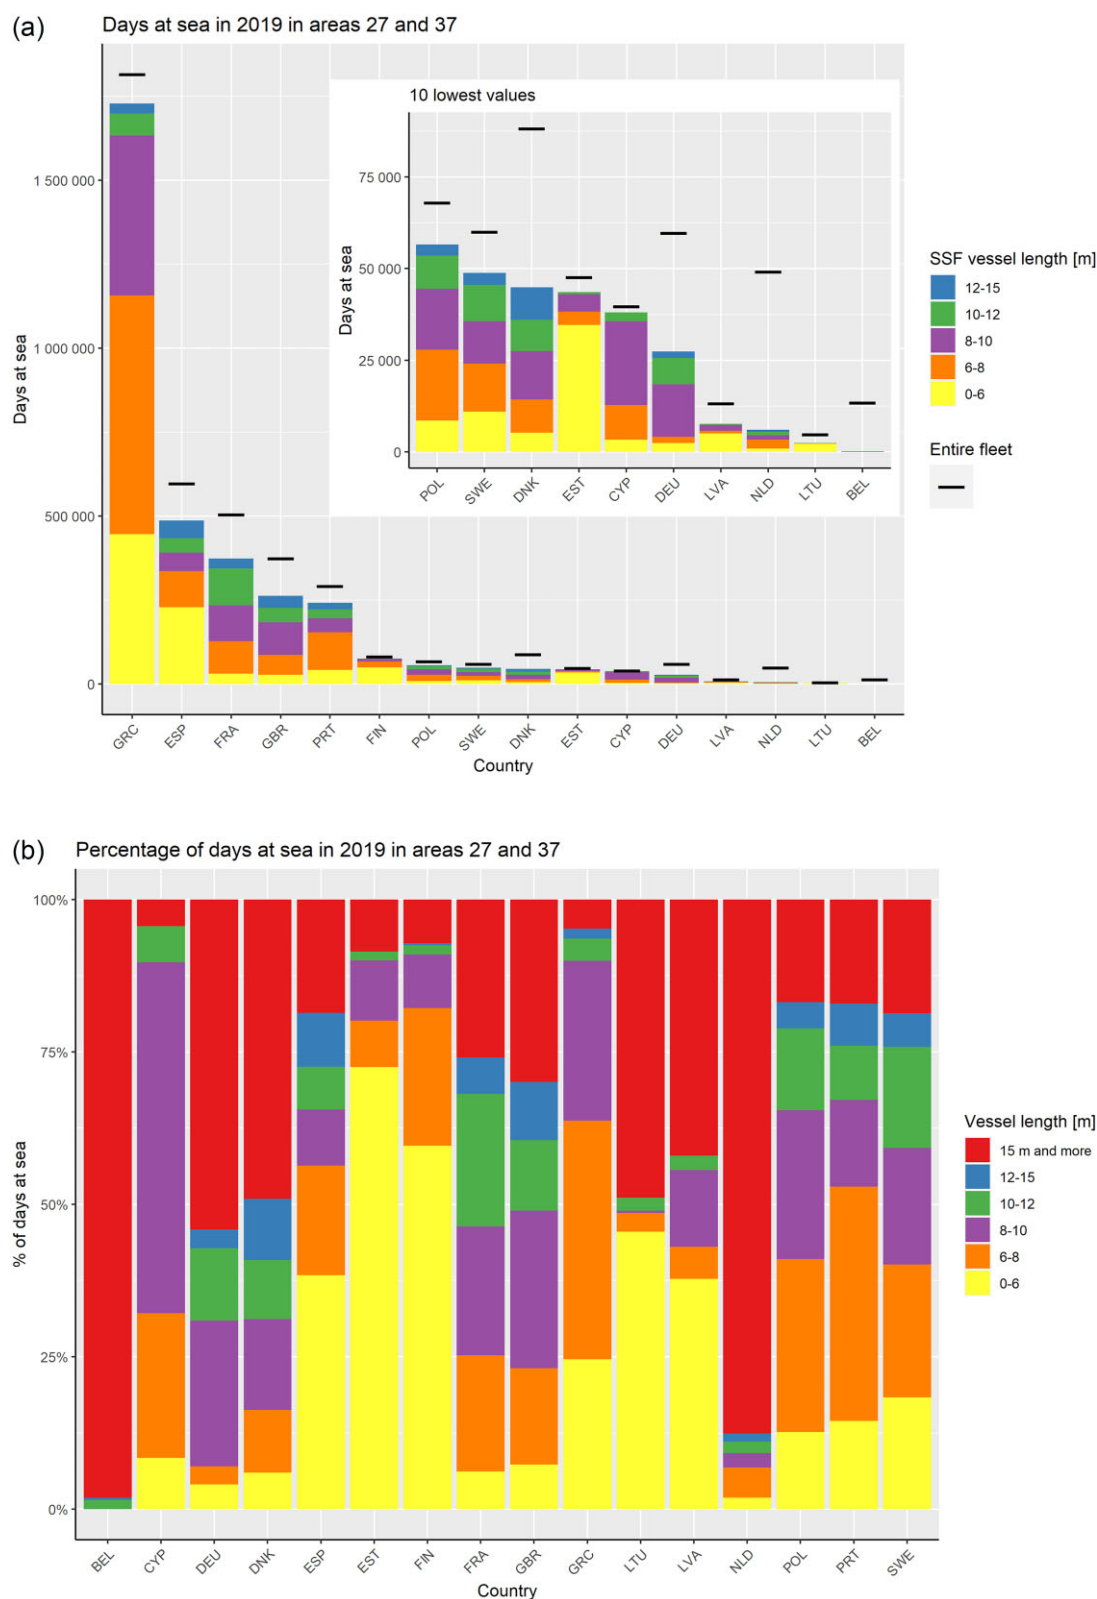 (a)
Days at sea in 2019 in areas 27 and 37
10 lowest values
Days at sea
75 000
50 000
25 000
0
POL SWE DNK EST CYP DEU LVA NLD LTU BEL
Days at sea
1 500 000
1 000 000
500 000
0
GRC ESP FRA GBR PRT FIN POL SWE DNK EST CYP DEU LVA NLD LTU BEL
Country
SSF vessel length [m]
12-15
10-12
8-10
6-8
0-6
Entire fleet
(b)
Percentage of days at sea in 2019 in areas 27 and 37
% of days at sea
100%
75%
50%
25%
0%
BEL CYP DEU DNK ESP EST FIN FRA GBR GRC LTU LVA NLD POL PRT SWE
Country
Vessel length [m]
15 m and more
12-15
10-12
8-10
6-8
0-6